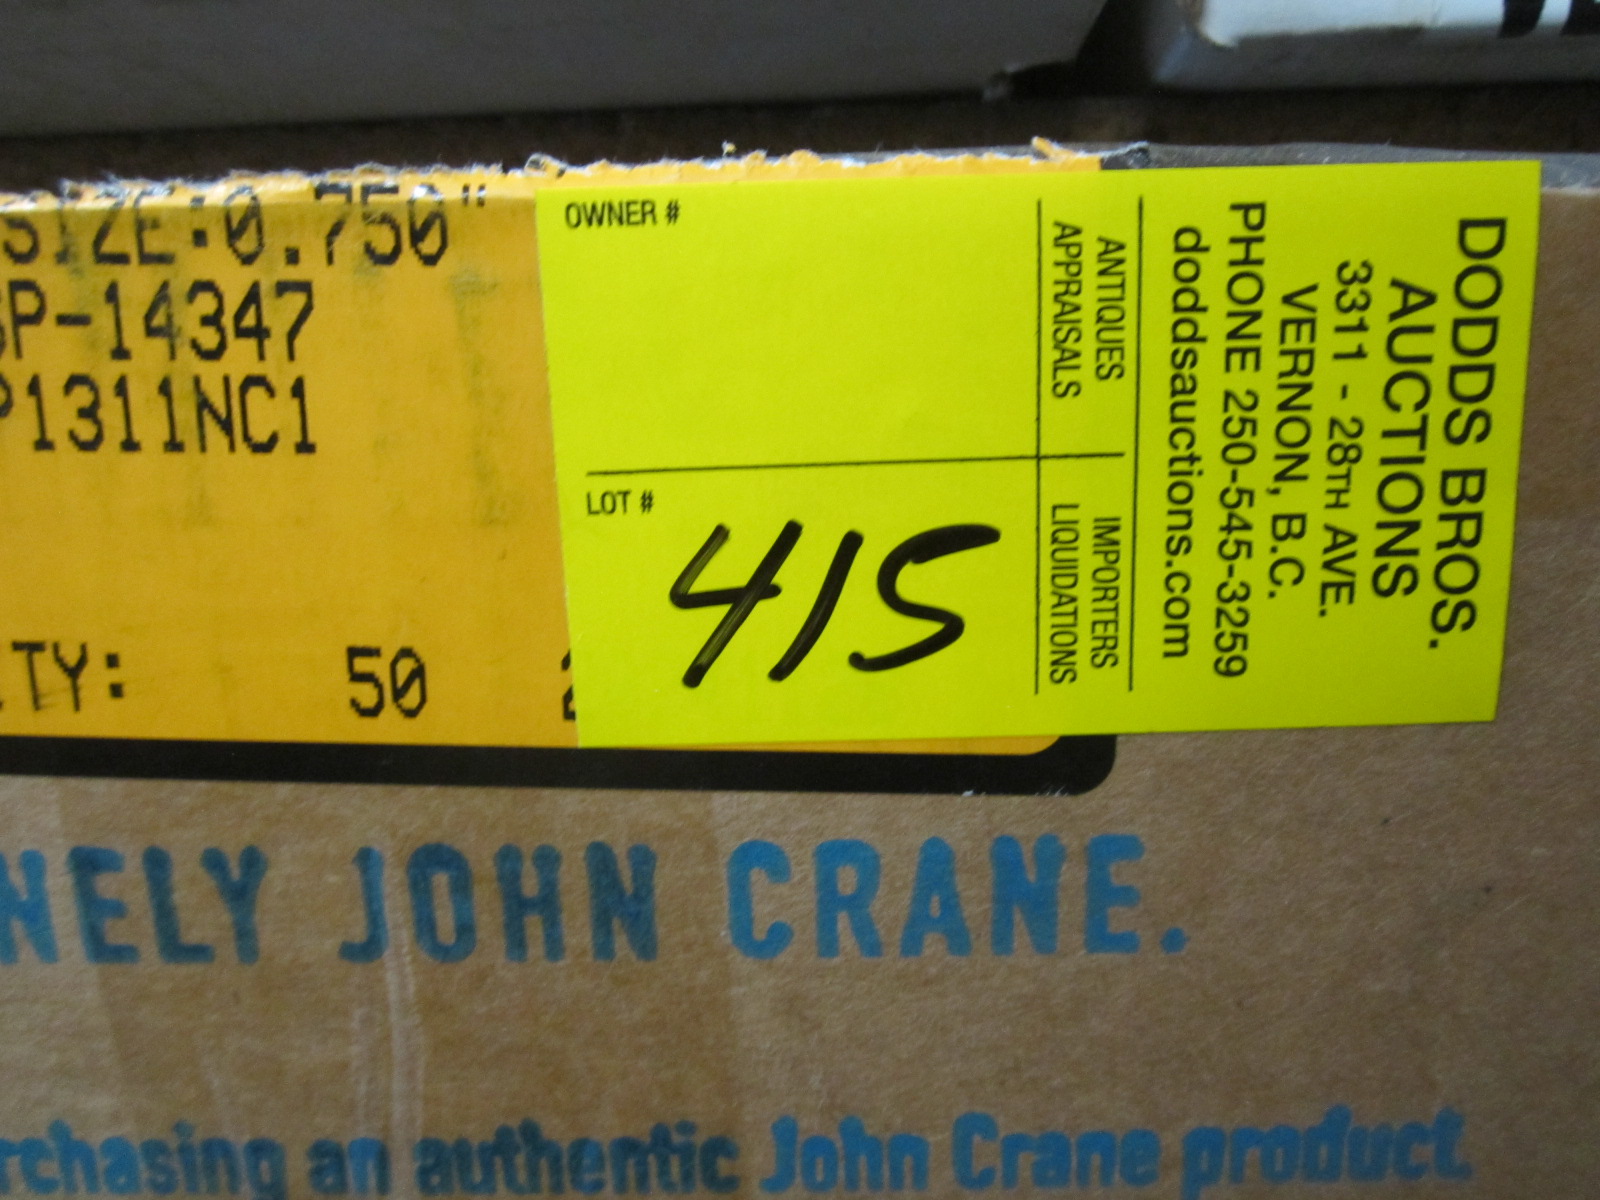 SIZE:0.750"
P-14347
P1311NC1
TY: 50
OWNER #
LOT #
415
ANTIQUES
APPRAISALS
IMPORTERS
LIQUIDATIONS
DODDS BROS.
AUCTIONS
3311 - 28TH AVE.
VERNON, B.C.
PHONE 250-545-3259
doddsauctions.com
NELY JOHN CRANE.
rchasing an authentic John Crane product.